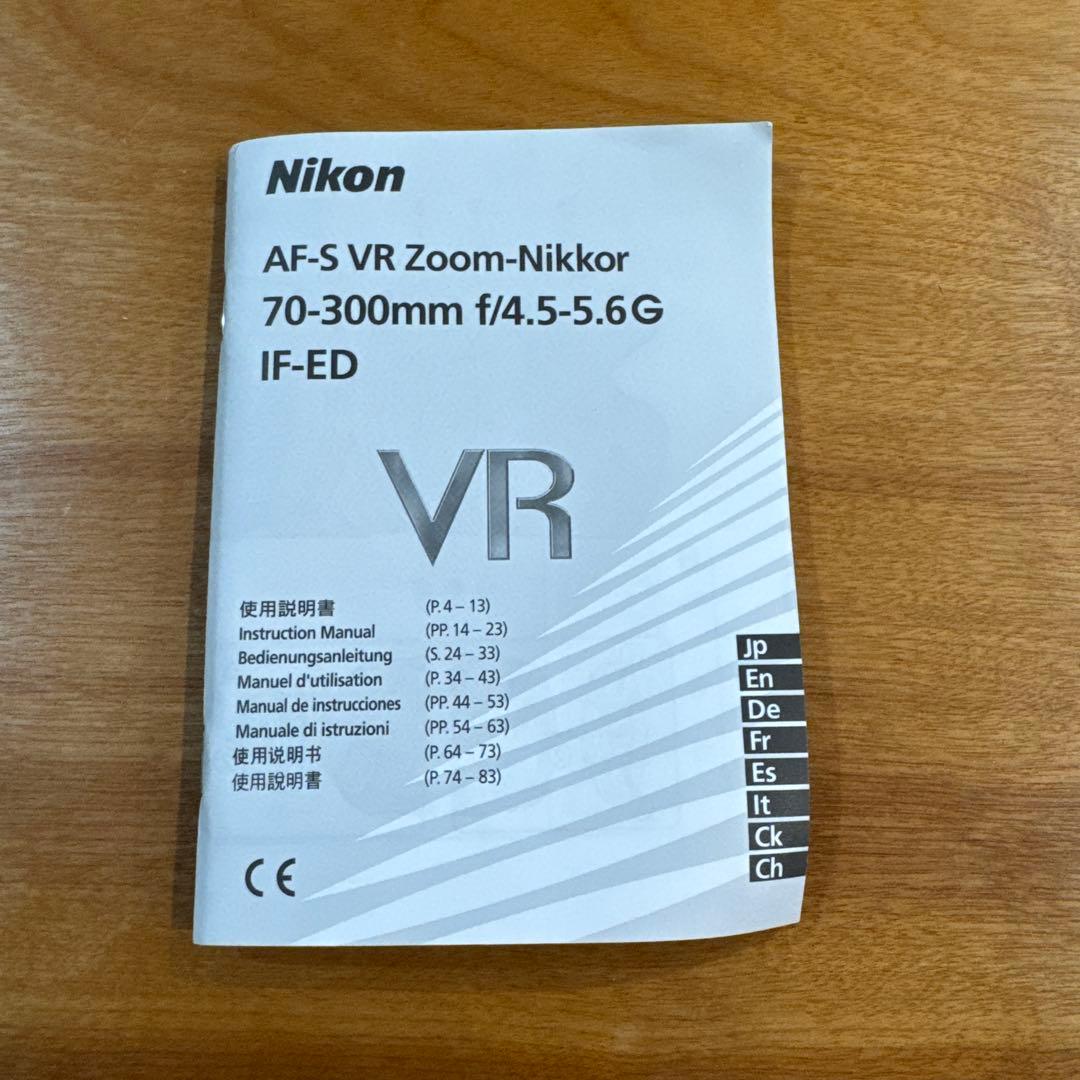 Nikon
AF-S VR Zoom-Nikkor
70-300mm f/4.5-5.6G
IF-ED
VR
使用説明書 (P. 4 – 13)
Instruction Manual (PP. 14 – 23)
Bedienungsanleitung (S. 24 – 33)
Manuel d'utilisation (P. 34 – 43)
Manual de instrucciones (PP. 44 – 53)
Manuale di istruzioni (PP. 54 – 63)
使用说明书 (P. 64 – 73)
使用說明書 (P. 74 – 83)
Jp
En
De
Fr
Es
It
Ck
Ch
CE